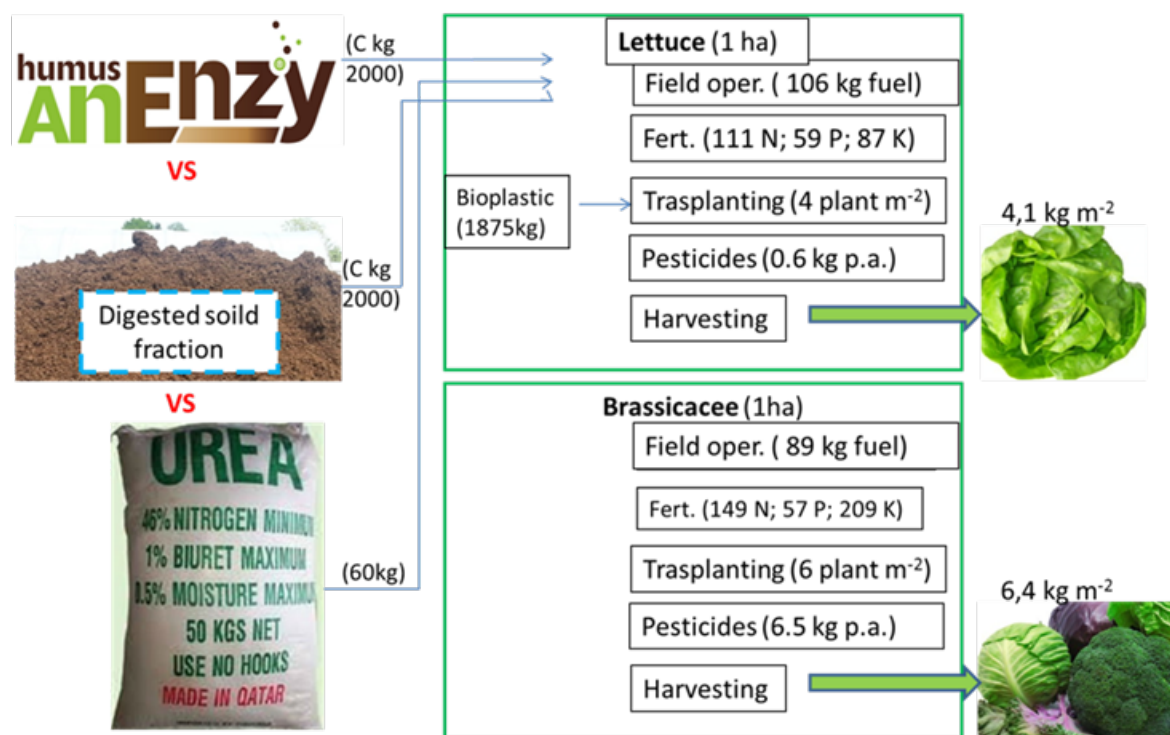 humus
AnEnzy
(C kg
2000)
VS
Digested soild
fraction
(C kg
2000)
VS
UREA
46% NITROGEN MINIMUM
1% BIURET MAXIMUM
0.5% MOISTURE MAXIMUM
50 KGS NET
USE NO HOOKS
MADE IN QATAR
(60kg)
Lettuce (1 ha)
Field oper. ( 106 kg fuel)
Fert. (111 N; 59 P; 87 K)
Bioplastic
(1875kg)
Trasplanting (4 plant m⁻²)
Pesticides (0.6 kg p.a.)
Harvesting
4,1 kg m⁻²
Brassicacee (1ha)
Field oper. ( 89 kg fuel)
Fert. (149 N; 57 P; 209 K)
Trasplanting (6 plant m⁻²)
Pesticides (6.5 kg p.a.)
Harvesting
6,4 kg m⁻²